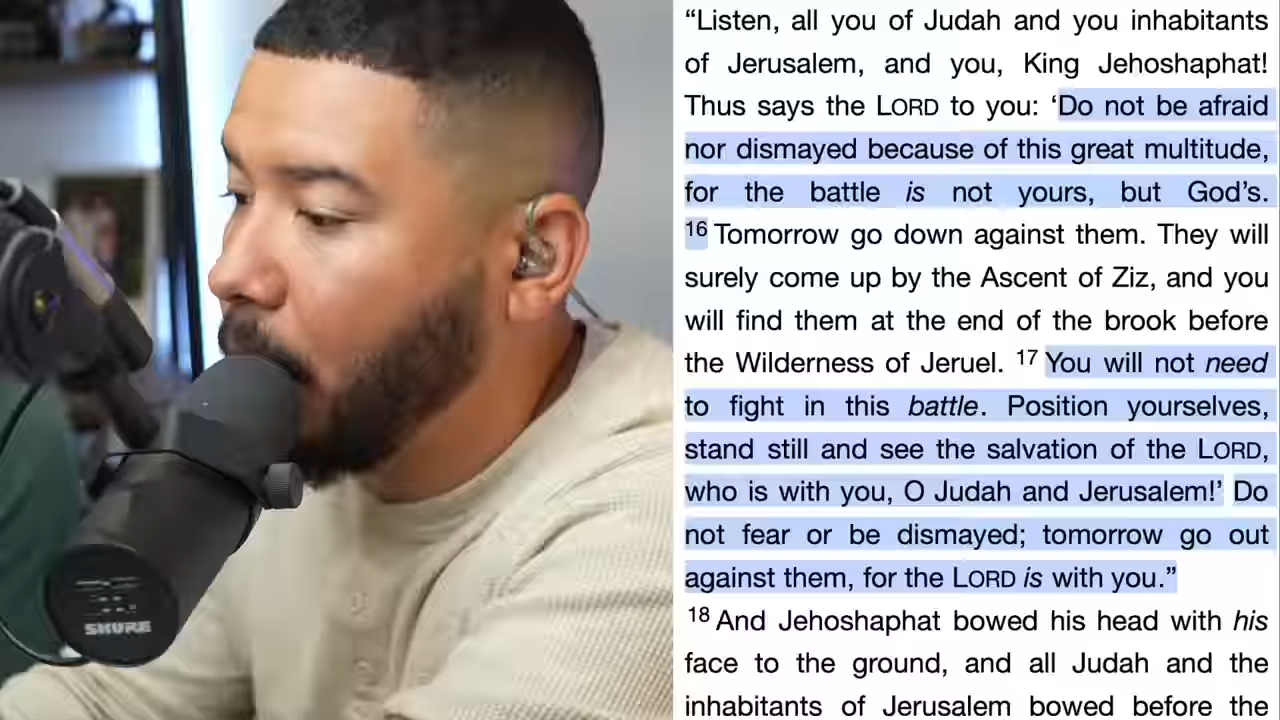 “Listen, all you of Judah and you inhabitants
of Jerusalem, and you, King Jehoshaphat!
Thus says the LORD to you: ‘Do not be afraid
nor dismayed because of this great multitude,
for the battle is not yours, but God’s.
16 Tomorrow go down against them. They will
surely come up by the Ascent of Ziz, and you
will find them at the end of the brook before
the Wilderness of Jeruel. 17 You will not need
to fight in this battle. Position yourselves,
stand still and see the salvation of the LORD,
who is with you, O Judah and Jerusalem!’ Do
not fear or be dismayed; tomorrow go out
against them, for the LORD is with you.”
18 And Jehoshaphat bowed his head with his
face to the ground, and all Judah and the
inhabitants of Jerusalem bowed before the
SHURE